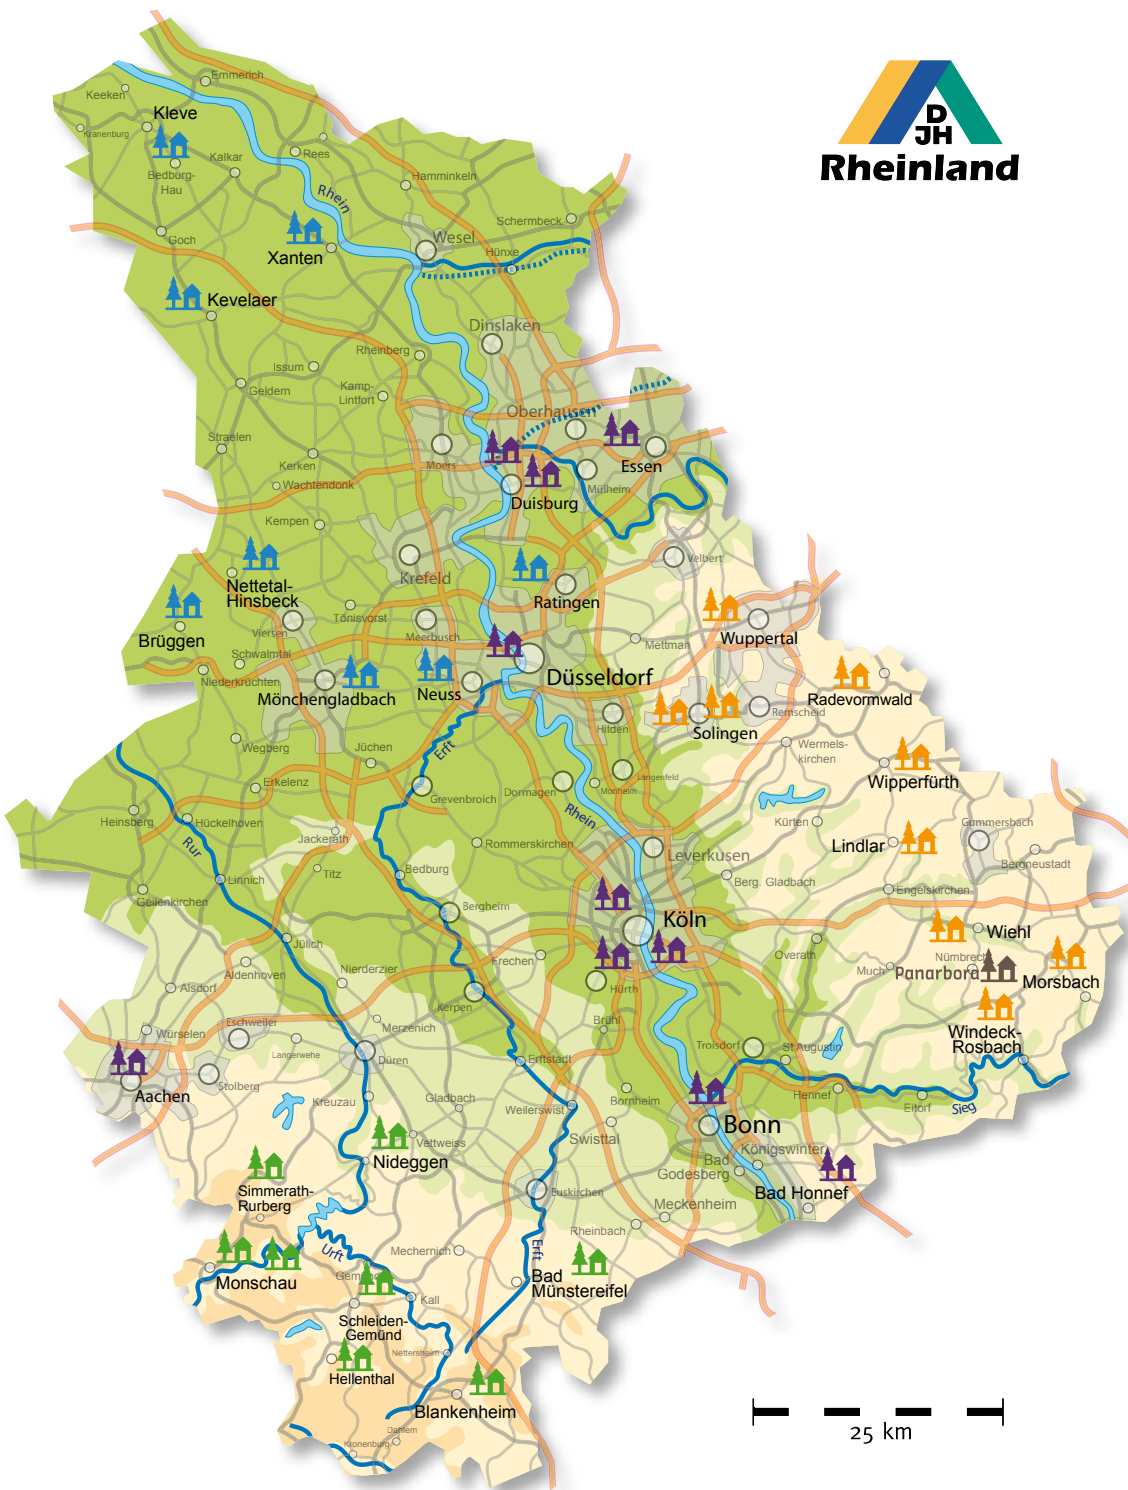 Emmerich
Keeken
Kleve
Kranenburg
D
JH
Rheinland
Kalkar
Rees
Bedburg-
Hau
Hamminkeln
Rhein
Schermbeck
Goch
Wesel
Xanten
Hünxe
Kevelaer
Dinslaken
Rheinberg
Issum
Geldern
Kamp-
Lintfort
Oberhausen
Straelen
Moers
Essen
Kerken
Wachtendonk
Mülheim
Duisburg
Kempen
Velbert
Krefeld
Nettetal-
Hinsbeck
Ratingen
Tönisvorst
Brüggen
Viersen
Meerbusch
Mettman
Wuppertal
Schwalmtal
Niederkrüchten
Düsseldorf
Mönchengladbach
Neuss
Radevormwald
Remscheid
Hilden
Solingen
Wegberg
Jüchen
Erft
Wermels-
kirchen
Erkelenz
Langenfeld
Wipperfürth
Grevenbroich
Dormagen
Monheim
Heinsberg
Hückelhoven
Rhein
Kürten
Gummersbach
Jackerath
Rommerskirchen
Lindlar
Rur
Leverkusen
Bergneustadt
Titz
Bedburg
Linnich
Berg. Gladbach
Engelskirchen
Geilenkirchen
Bergheim
Köln
Wiehl
Jülich
Frechen
Overath
Nümbrecht
Aldenhoven
Nierderzier
Much
Panarbora
Morsbach
Alsdorf
Hürth
Kerpen
Brühl
Eschweiler
Merzenich
Windeck-
Rosbach
Würselen
Langerwehe
Troisdorf
St Augustin
Düren
Erftstadt
Stolberg
Aachen
Kreuzau
Gladbach
Weilerswist
Bornheim
Hennef
Eitorf
Sieg
Bonn
Vettweiss
Swisttal
Nideggen
Königswinter
Bad
Godesberg
Simmerath-
Rurberg
Euskirchen
Bad Honnef
Meckenheim
Rheinbach
Urft
Mechernich
Erft
Monschau
Gemünd
Bad
Münstereifel
Kall
Schleiden-
Gemünd
Nettersheim
Hellenthal
Blankenheim
Dahlem
Kronenburg
25 km